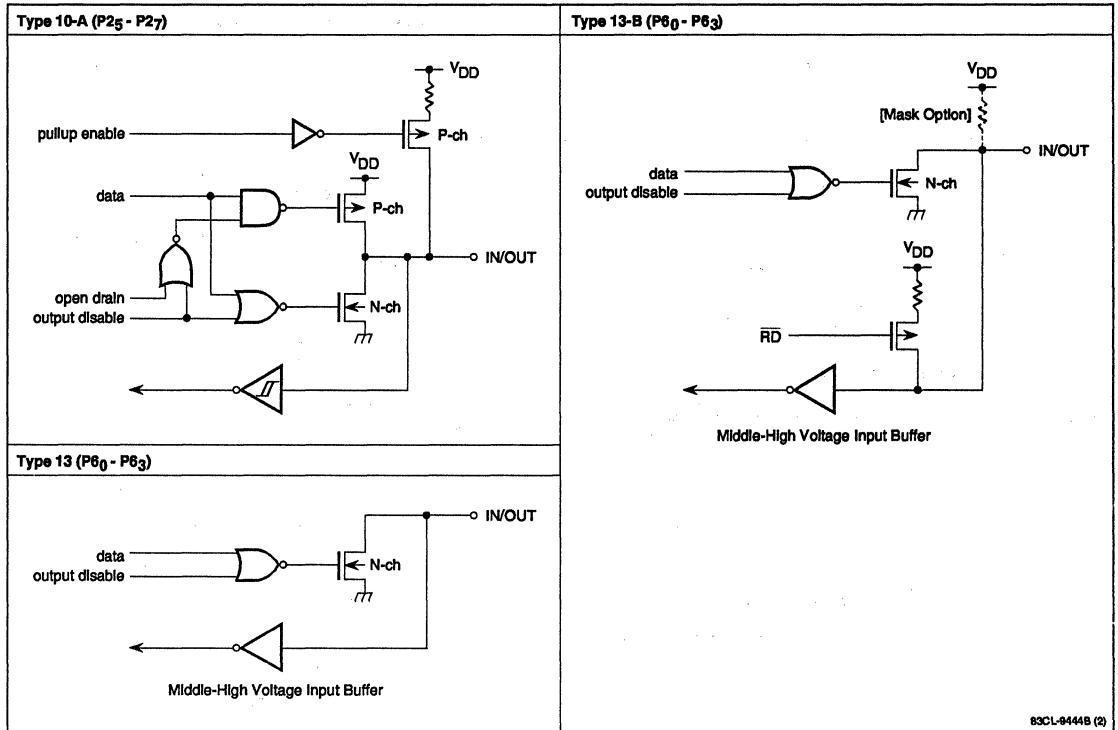 Type 10-A (P2₅ - P2₇)
V_DD
pullup enable
P-ch
V_DD
data
P-ch
IN/OUT
open drain
output disable
N-ch
Type 13 (P6₀ - P6₃)
IN/OUT
data
output disable
N-ch
Middle-High Voltage Input Buffer
Type 13-B (P6₀ - P6₃)
V_DD
[Mask Option]
IN/OUT
data
output disable
N-ch
V_DD
R̅D̅
Middle-High Voltage Input Buffer
83CL-9444B (2)